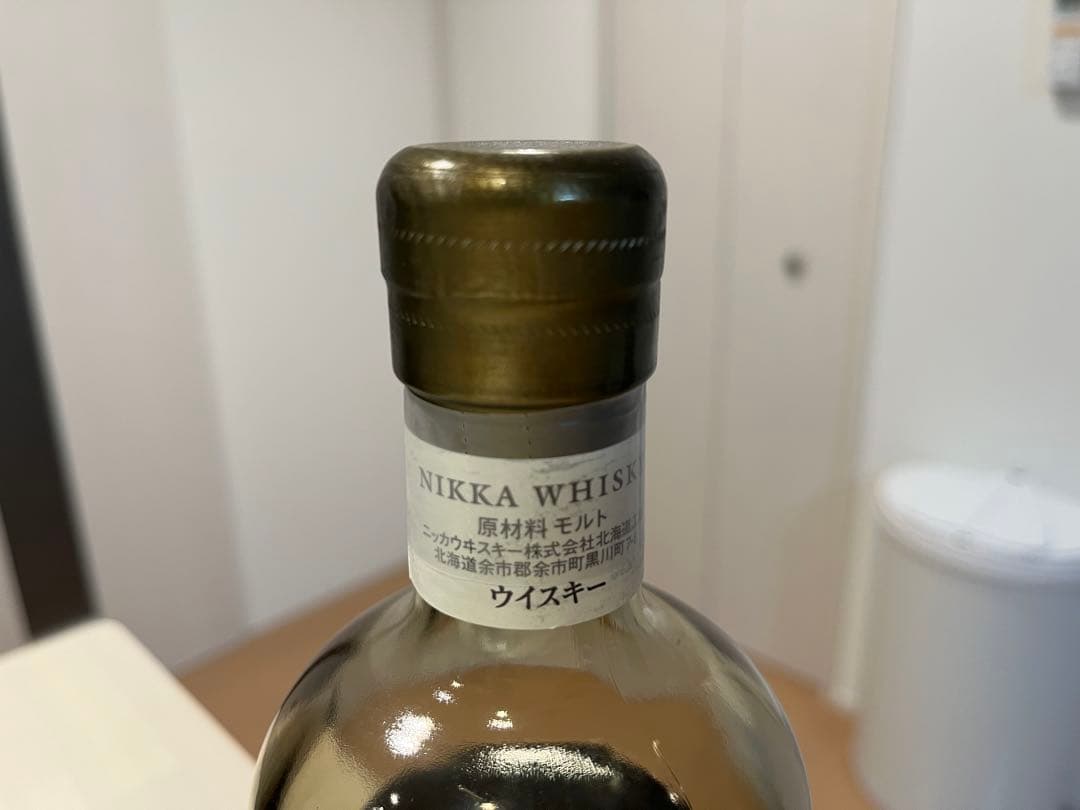 NIKKA WHISK
原材料 モルト
ニッカウヰスキー株式会社北海道工
北海道余市郡余市町黒川町7-
ウイスキー